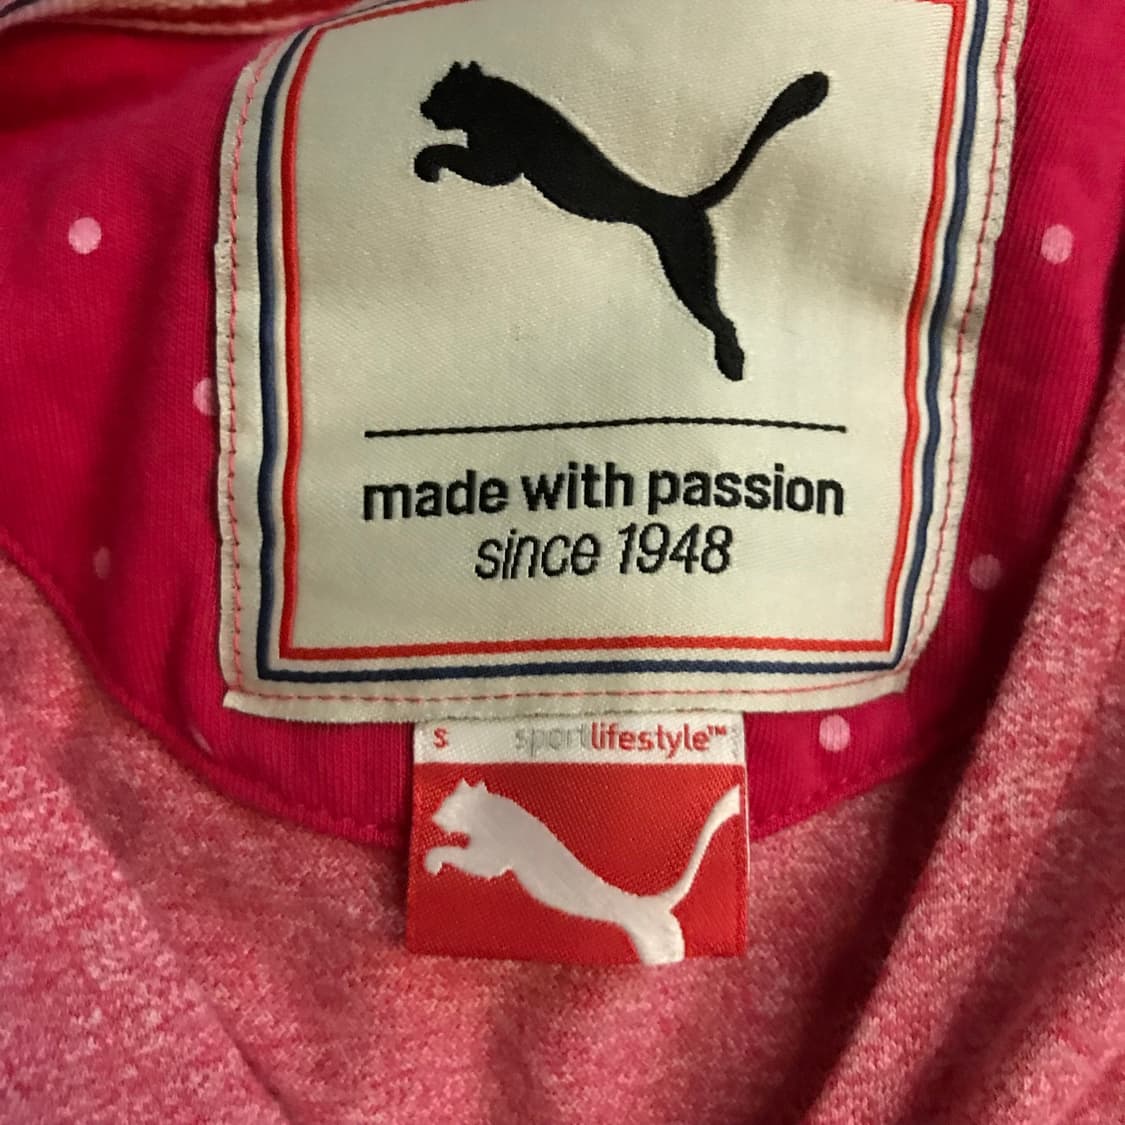 made with passion
since 1948
S sportlifestyle™